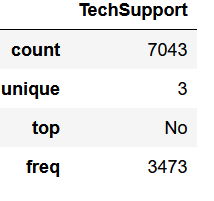 TechSupport
count 7043
unique 3
top No
freq 3473